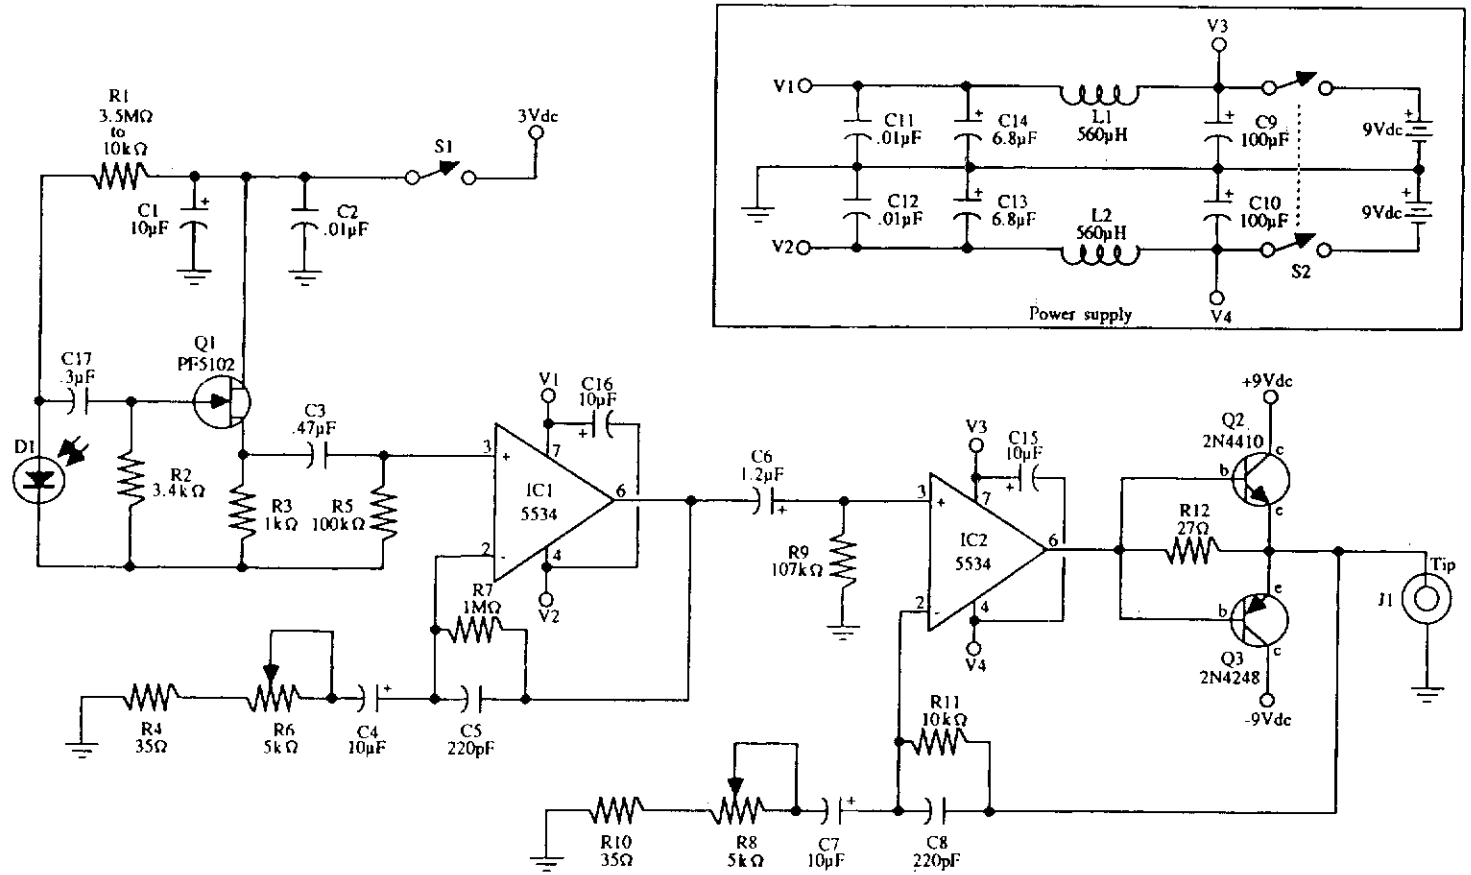 R1
3.5MΩ
to
10kΩ
S1
3Vdc
C1
10µF
+
C2
.01µF
C17
.3µF
Q1
PF5102
D1
R2
3.4kΩ
R3
1kΩ
C3
.47µF
R5
100kΩ
V1
C16
10µF
+
3
+
7
IC1
5534
6
2
-
4
V2
R7
1MΩ
R4
35Ω
R6
5kΩ
C4
10µF
+
C5
220pF
C6
1.2µF
+
R9
107kΩ
V3
C15
10µF
+
3
+
7
IC2
5534
6
2
-
4
V4
R11
10kΩ
R10
35Ω
R8
5kΩ
C7
10µF
+
C8
220pF
+9Vdc
Q2
2N4410
c
b
e
R12
27Ω
e
b
c
Q3
2N4248
-9Vdc
Tip
J1
V3
V1
C11
.01µF
C14
6.8µF
+
L1
560µH
C9
100µF
+
9Vdc
+
C12
.01µF
C13
6.8µF
+
L2
560µH
C10
100µF
+
9Vdc
+
V2
S2
V4
Power supply